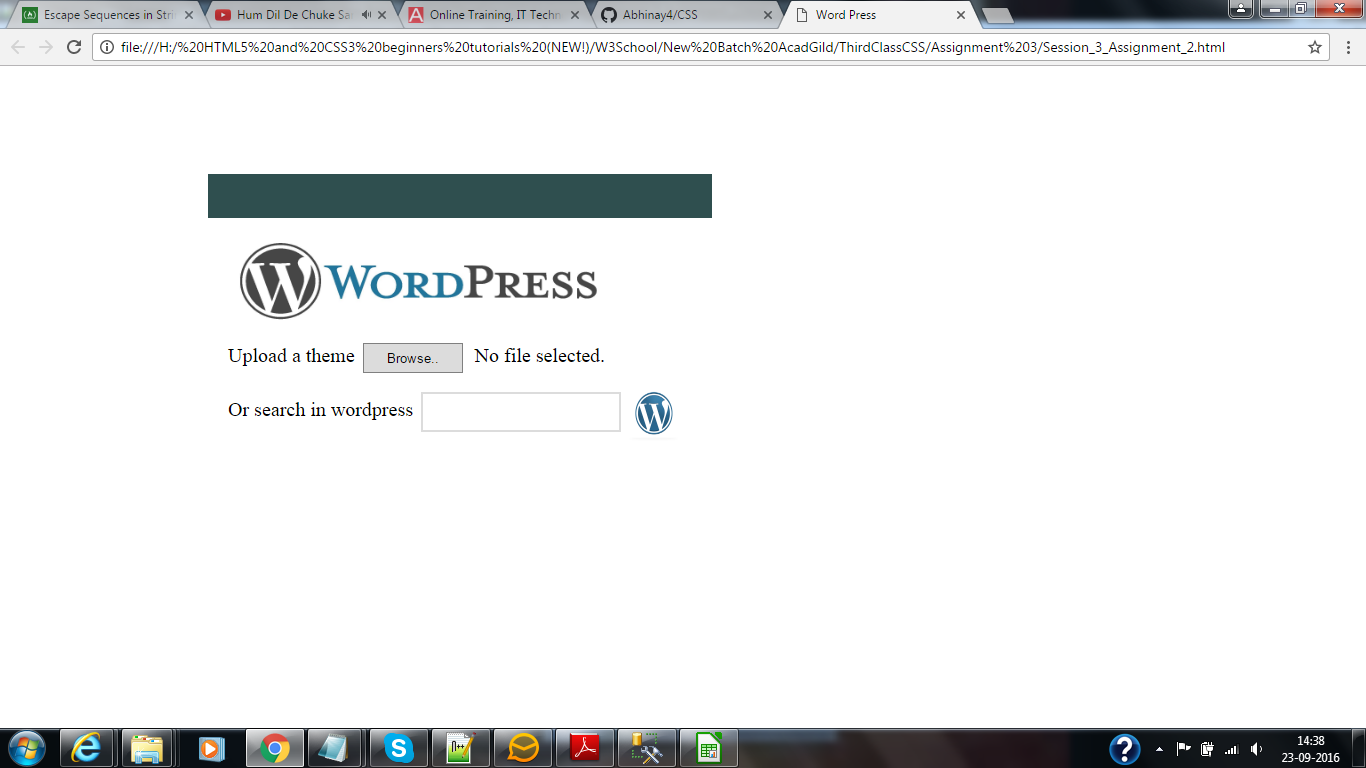 Escape Sequences in Stri
Hum Dil De Chuke Sa
Online Training, IT Techn
Abhinay4/CSS
Word Press
file:///H:/%20HTML5%20and%20CSS3%20beginners%20tutorials%20(NEW!)/W3School/New%20Batch%20AcadGild/ThirdClassCSS/Assignment%203/Session_3_Assignment_2.html
W WORDPRESS
Upload a theme Browse.. No file selected.
Or search in wordpress W
14:38
23-09-2016